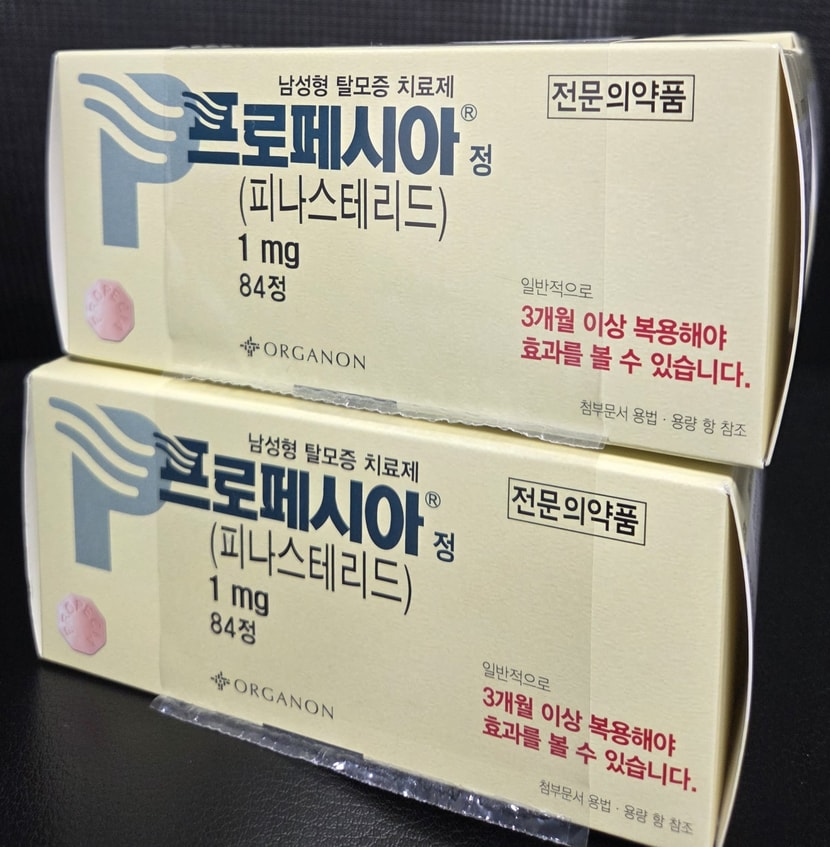 남성형 탈모증 치료제
전문의약품
프로페시아® 정
(피나스테리드)
1 mg
84정
PROPECIA
일반적으로
3개월 이상 복용해야
효과를 볼 수 있습니다.
ORGANON
첨부문서 용법 · 용량 항 참조
남성형 탈모증 치료제
전문의약품
프로페시아® 정
(피나스테리드)
1 mg
84정
PROPECIA
일반적으로
3개월 이상 복용해야
효과를 볼 수 있습니다.
ORGANON
첨부문서 용법 · 용량 항 참조